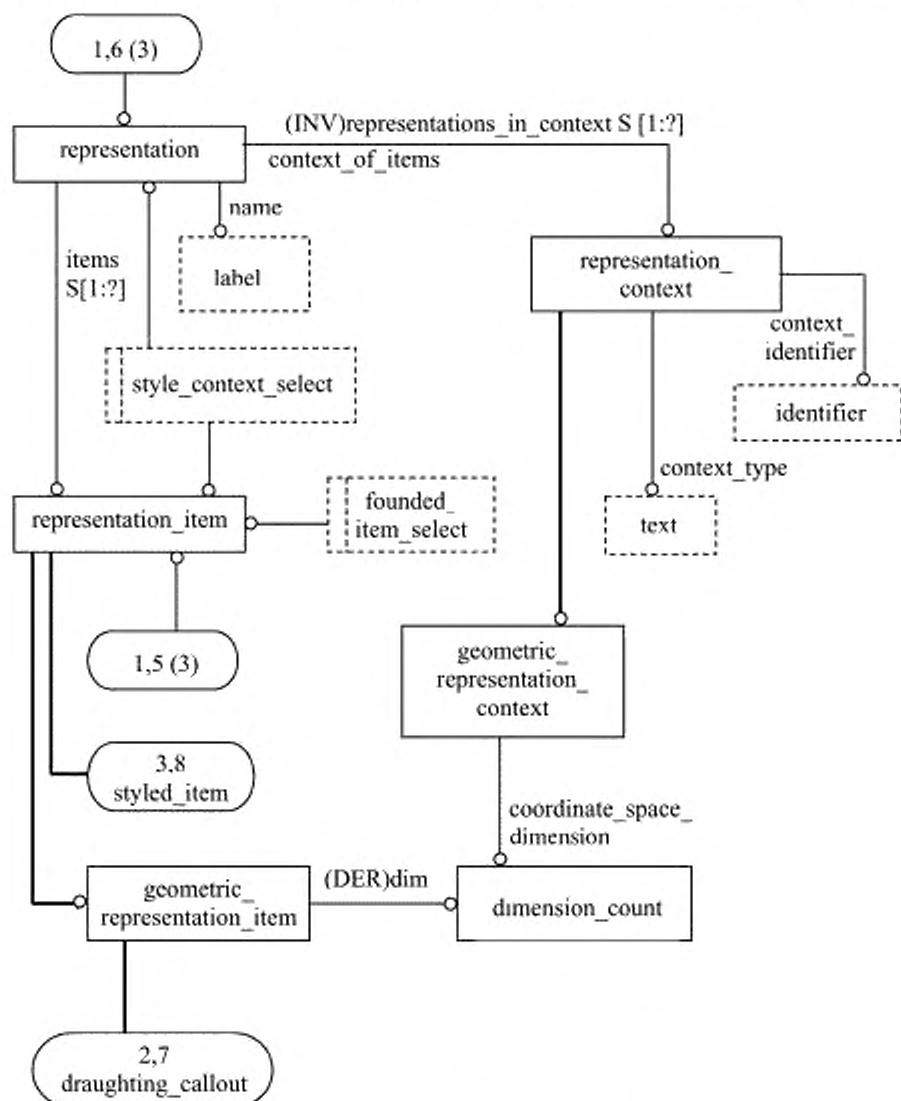 1,6 (3)
(INV)representations_in_context S [1:?]
representation
context_of_items
name
items
S[1:?]
label
representation_
context
context_
identifier
style_context_select
identifier
context_type
founded_
item_select
representation_item
text
1,5 (3)
geometric_
representation_
context
3,8
styled_item
coordinate_space_
dimension
(DER)dim
geometric_
representation_item
dimension_count
2,7
draughting_callout